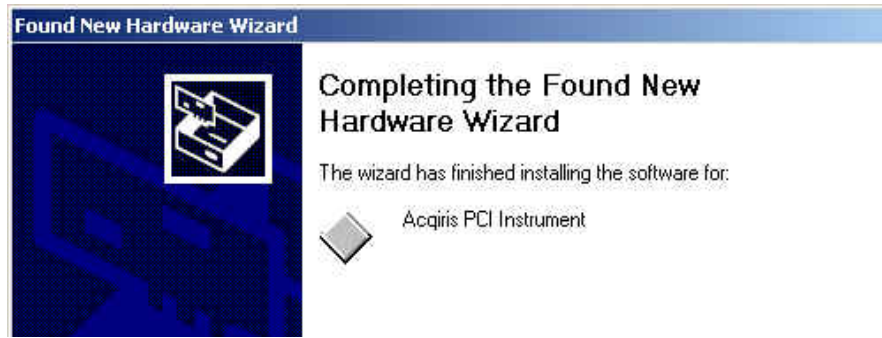 Found New Hardware Wizard
Completing the Found New
Hardware Wizard
The wizard has finished installing the software for:
Acqiris PCI Instrument